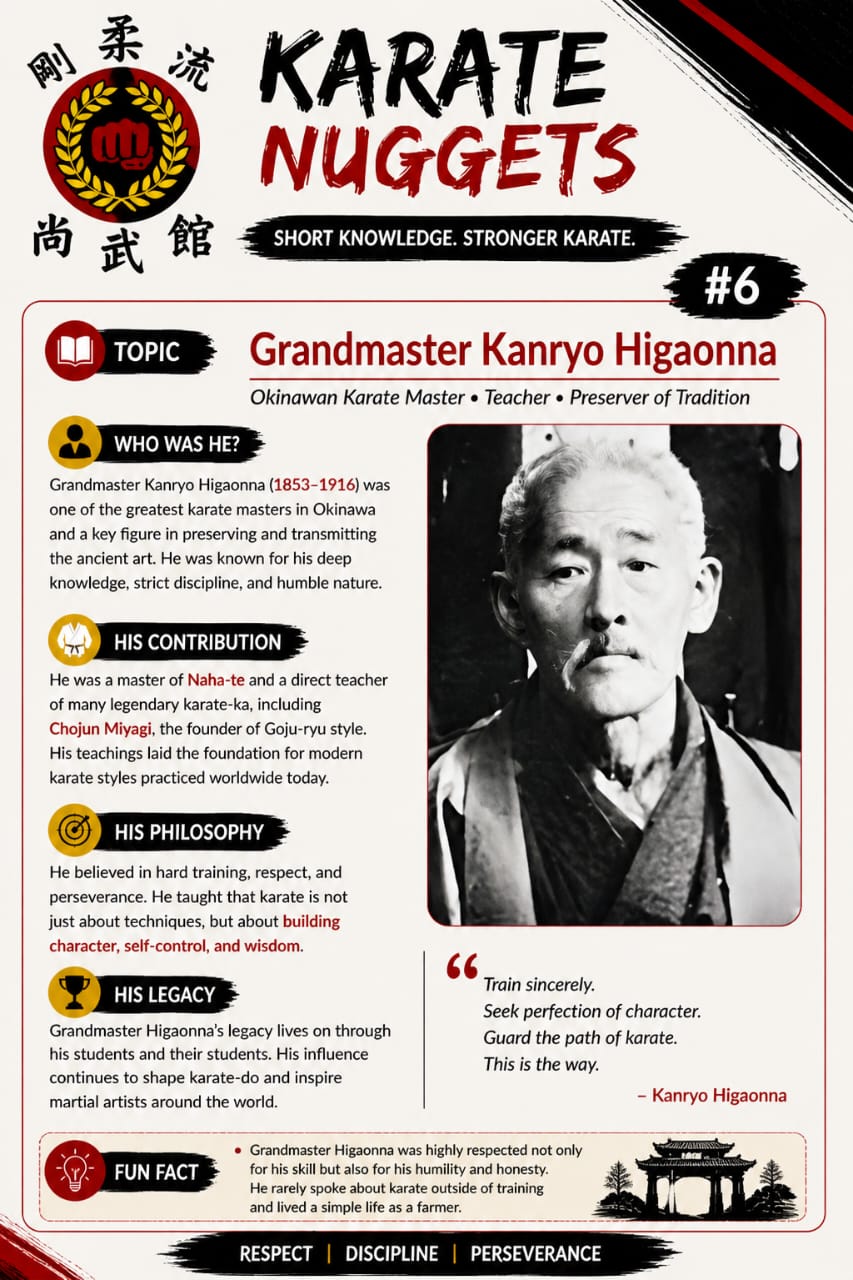 剛柔流
尚武館
KARATE
NUGGETS
SHORT KNOWLEDGE. STRONGER KARATE.
#6
TOPIC
Grandmaster Kanryo Higaonna
Okinawan Karate Master • Teacher • Preserver of Tradition
WHO WAS HE?
Grandmaster Kanryo Higaonna (1853–1916) was
one of the greatest karate masters in Okinawa
and a key figure in preserving and transmitting
the ancient art. He was known for his deep
knowledge, strict discipline, and humble nature.
HIS CONTRIBUTION
He was a master of Naha-te and a direct teacher
of many legendary karate-ka, including
Chojun Miyagi, the founder of Goju-ryu style.
His teachings laid the foundation for modern
karate styles practiced worldwide today.
HIS PHILOSOPHY
He believed in hard training, respect, and
perseverance. He taught that karate is not
just about techniques, but about building
character, self-control, and wisdom.
HIS LEGACY
Grandmaster Higaonna's legacy lives on through
his students and their students. His influence
continues to shape karate-do and inspire
martial artists around the world.
“
Train sincerely.
Seek perfection of character.
Guard the path of karate.
This is the way.
– Kanryo Higaonna
FUN FACT
• Grandmaster Higaonna was highly respected not only
for his skill but also for his humility and honesty.
He rarely spoke about karate outside of training
and lived a simple life as a farmer.
RESPECT | DISCIPLINE | PERSEVERANCE